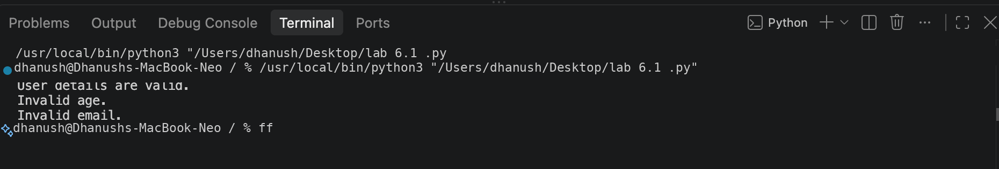 Problems Output Debug Console Terminal Ports Python
/usr/local/bin/python3 "/Users/dhanush/Desktop/lab 6.1 .py
dhanush@Dhanushs-MacBook-Neo / % /usr/local/bin/python3 "/Users/dhanush/Desktop/lab 6.1 .py"
User details are valid.
Invalid age.
Invalid email.
dhanush@Dhanushs-MacBook-Neo / % ff